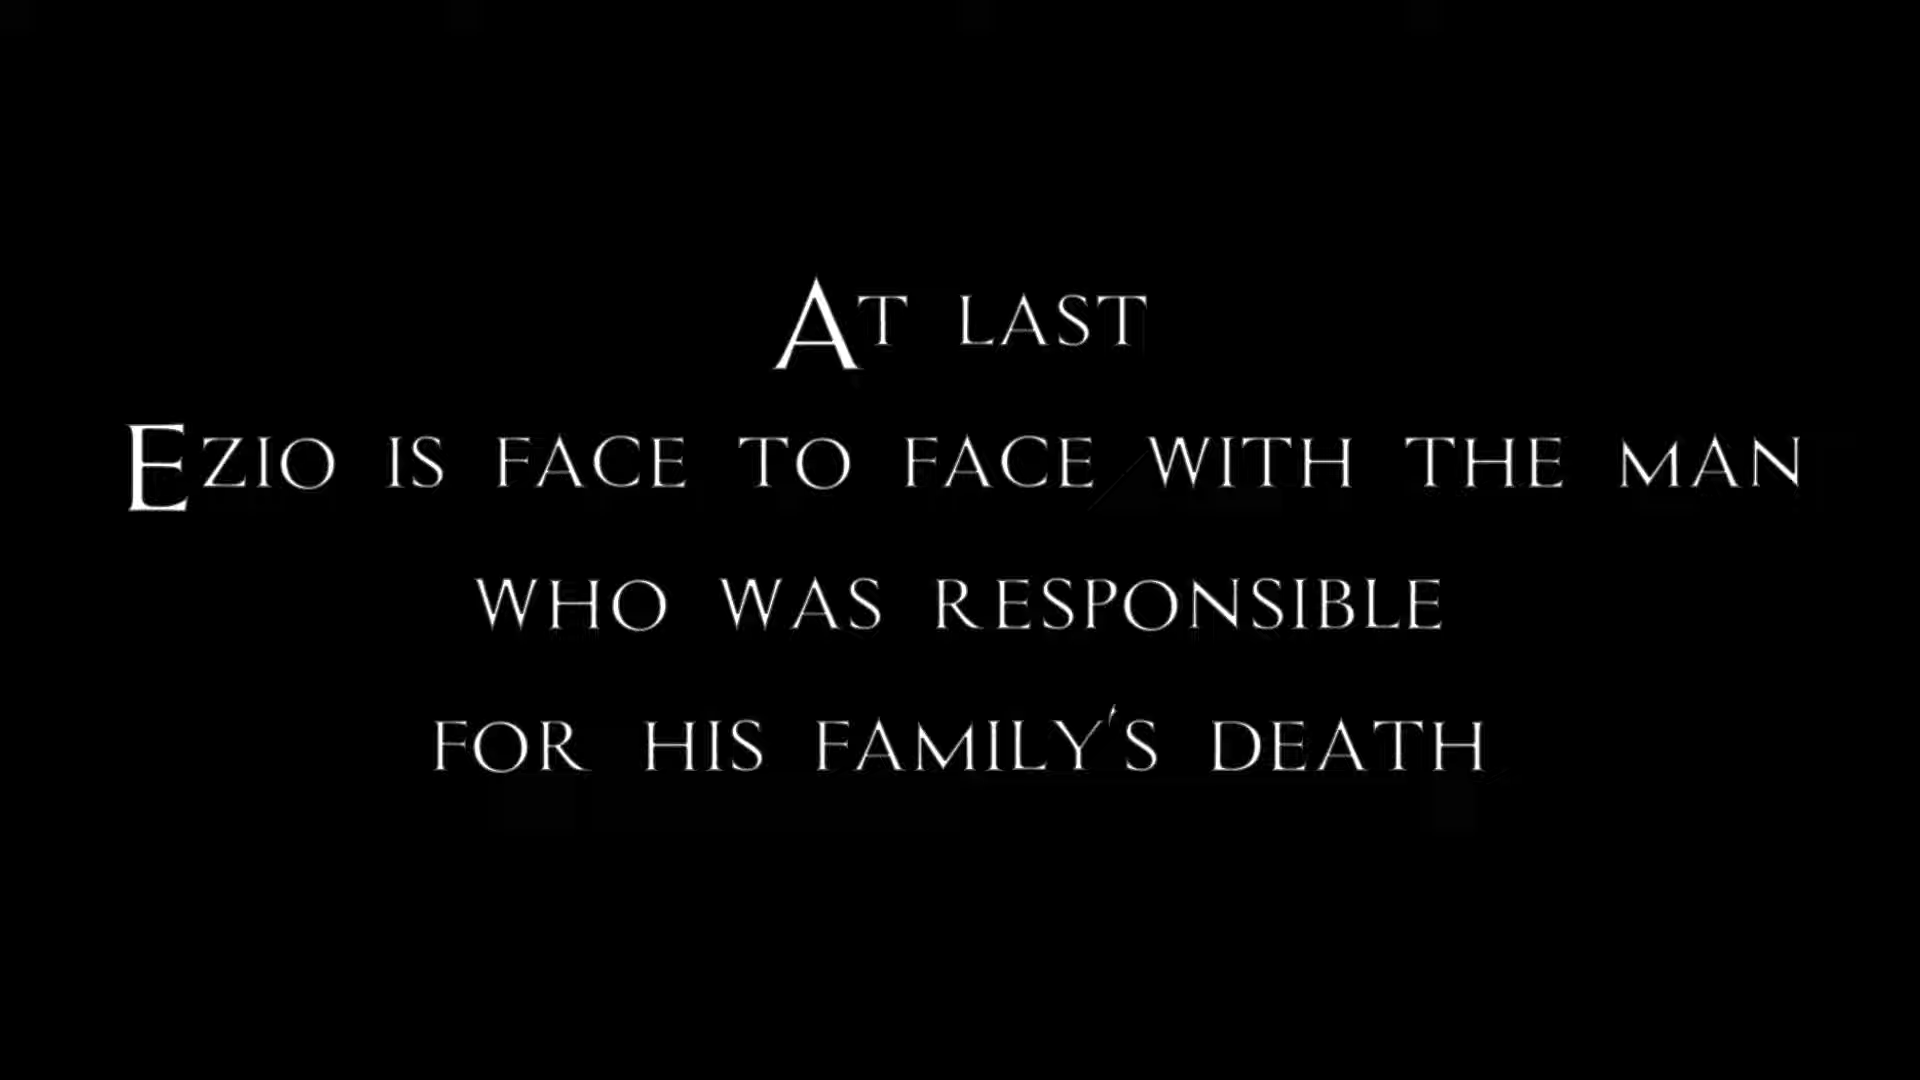 At last
Ezio is face to face with the man
who was responsible
for his family's death